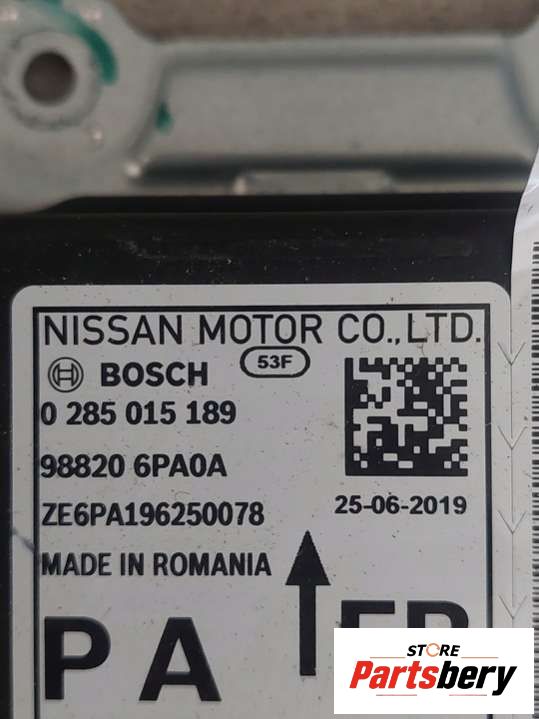 NISSAN MOTOR CO.,LTD.
BOSCH 53F
0 285 015 189
98820 6PA0A
ZE6PA196250078 25-06-2019
MADE IN ROMANIA
P A
STORE
Partsbery